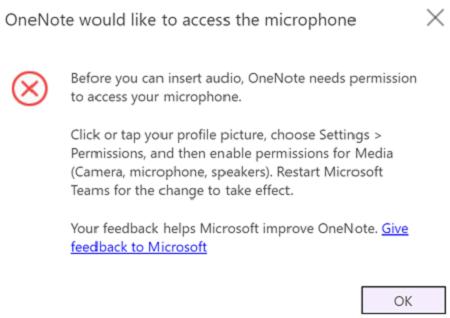 OneNote would like to access the microphone
Before you can insert audio, OneNote needs permission
to access your microphone.
Click or tap your profile picture, choose Settings >
Permissions, and then enable permissions for Media
(Camera, microphone, speakers). Restart Microsoft
Teams for the change to take effect.
Your feedback helps Microsoft improve OneNote. Give
feedback to Microsoft
OK